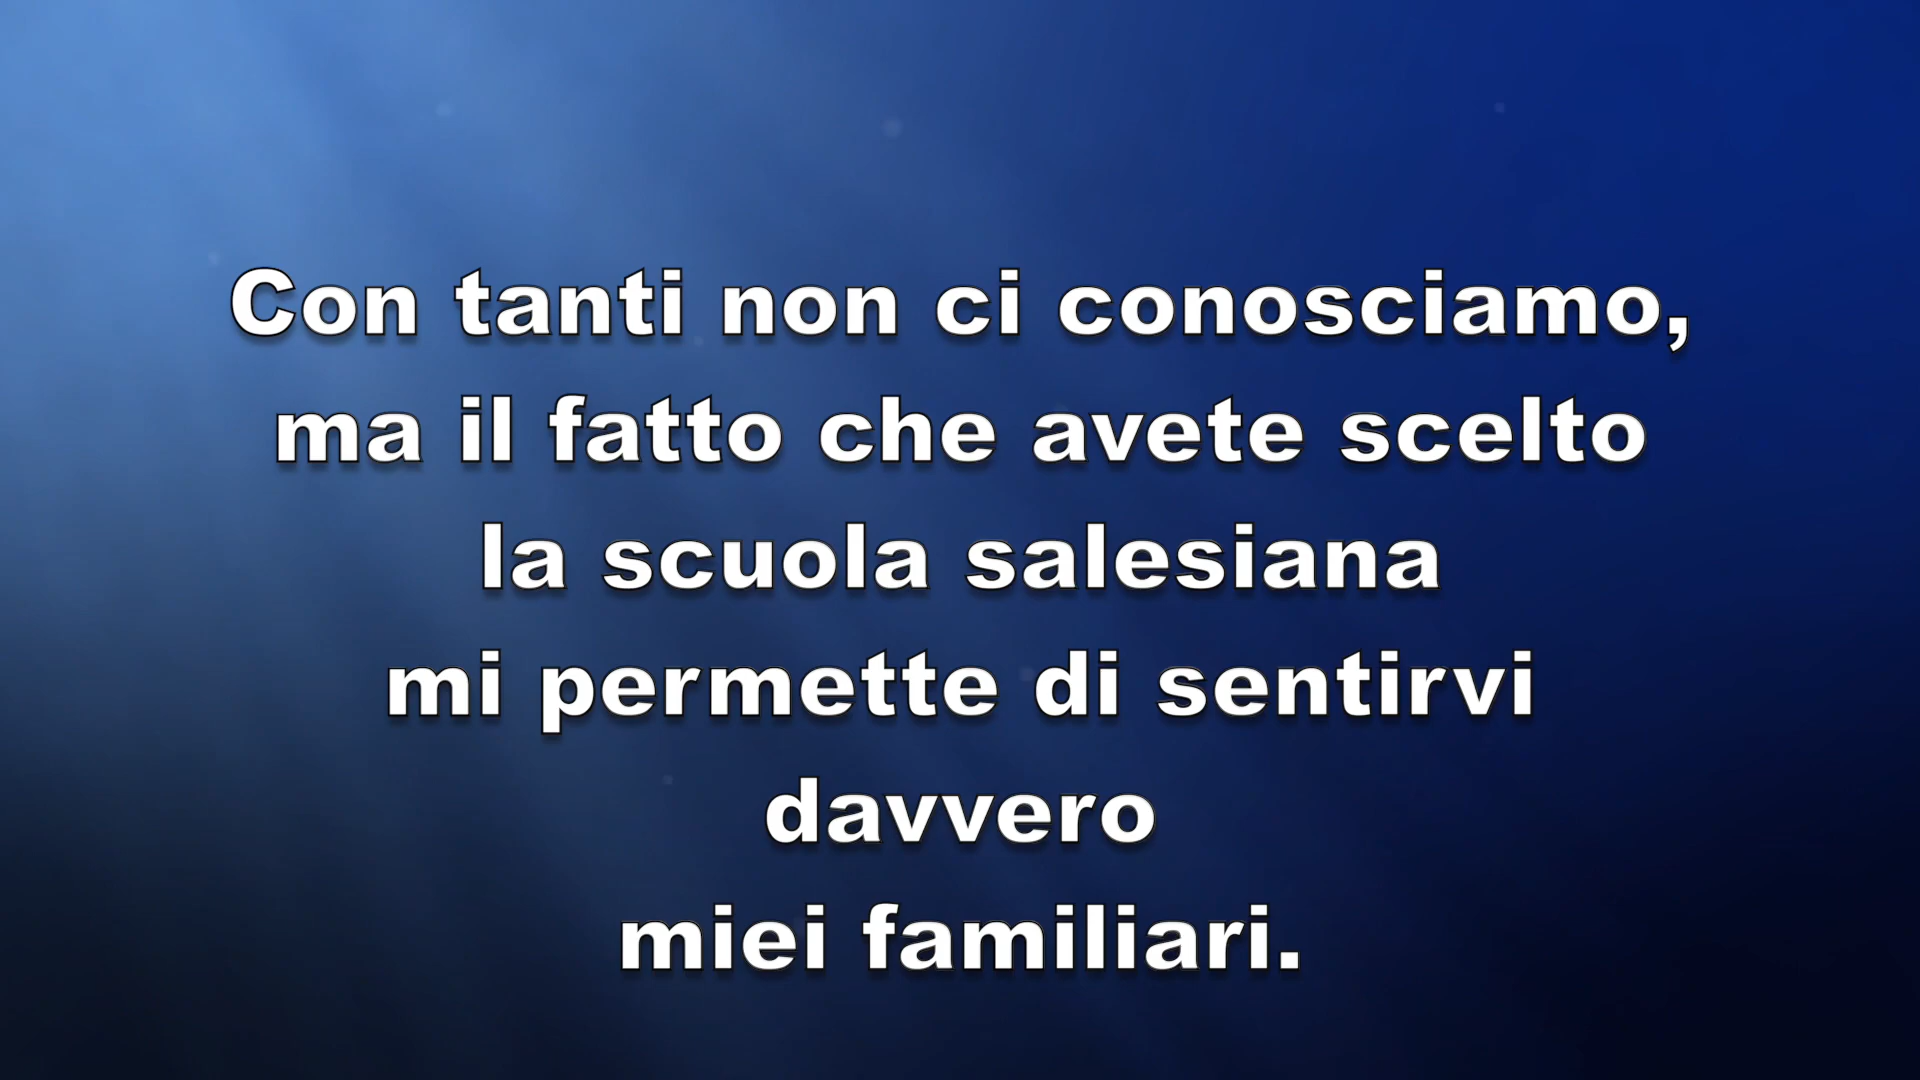 Con tanti non ci conosciamo,
ma il fatto che avete scelto
la scuola salesiana
mi permette di sentirvi
davvero
miei familiari.